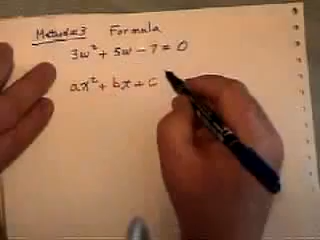 Method # 3 Formula
3w² + 5w - 7 = 0
ax² + bx + c